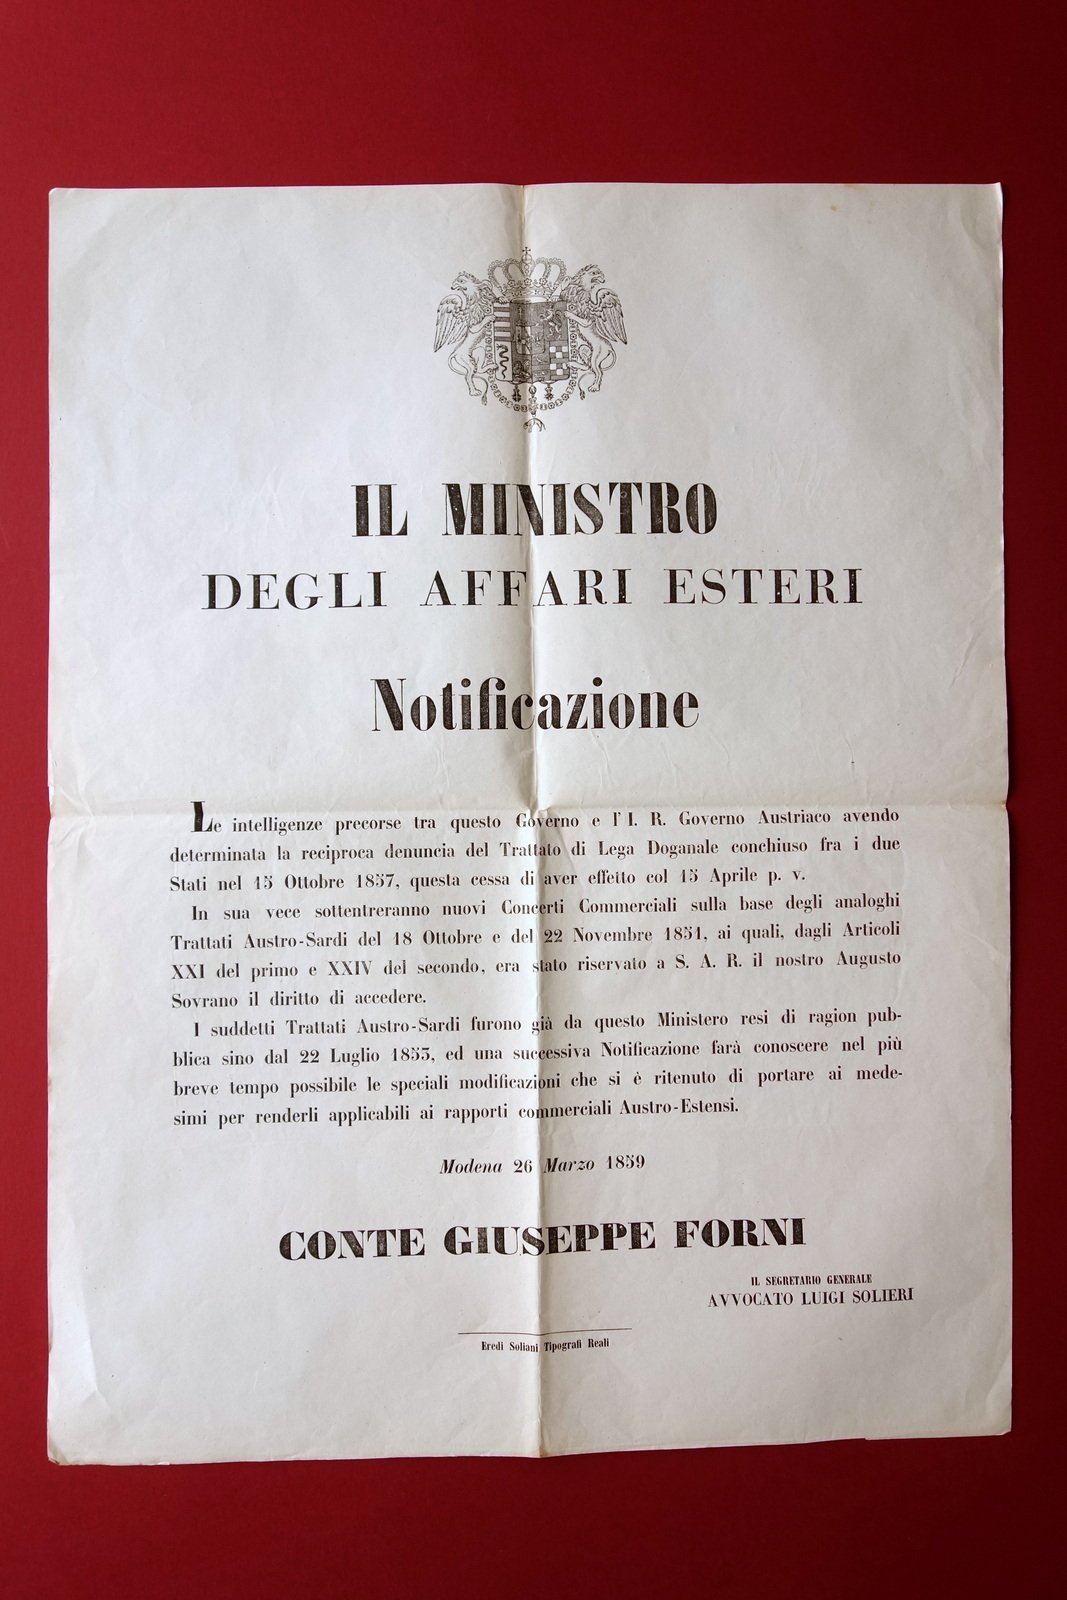 IL MINISTRO
DEGLI AFFARI ESTERI
Notificazione
Le intelligenze precorse tra questo Governo e l'I. R. Governo Austriaco avendo
determinata la reciproca denuncia del Trattato di Lega Doganale conchiuso fra i due
Stati nel 15 Ottobre 1857, questa cessa di aver effetto col 15 Aprile p. v.
In sua vece sottentreranno nuovi Concerti Commerciali sulla base degli analoghi
Trattati Austro-Sardi del 18 Ottobre e del 22 Novembre 1851, ai quali, dagli Articoli
XXI del primo e XXIV del secondo, era stato riservato a S. A. R. il nostro Augusto
Sovrano il diritto di accedere.
I suddetti Trattati Austro-Sardi furono già da questo Ministero resi di ragion pub-
blica sino dal 22 Luglio 1853, ed una successiva Notificazione farà conoscere nel più
breve tempo possibile le speciali modificazioni che si è ritenuto di portare ai mede-
simi per renderli applicabili ai rapporti commerciali Austro-Estensi.
Modena 26 Marzo 1859
CONTE GIUSEPPE FORNI
IL SEGRETARIO GENERALE
AVVOCATO LUIGI SOLIERI
Eredi Soliani Tipografi Reali